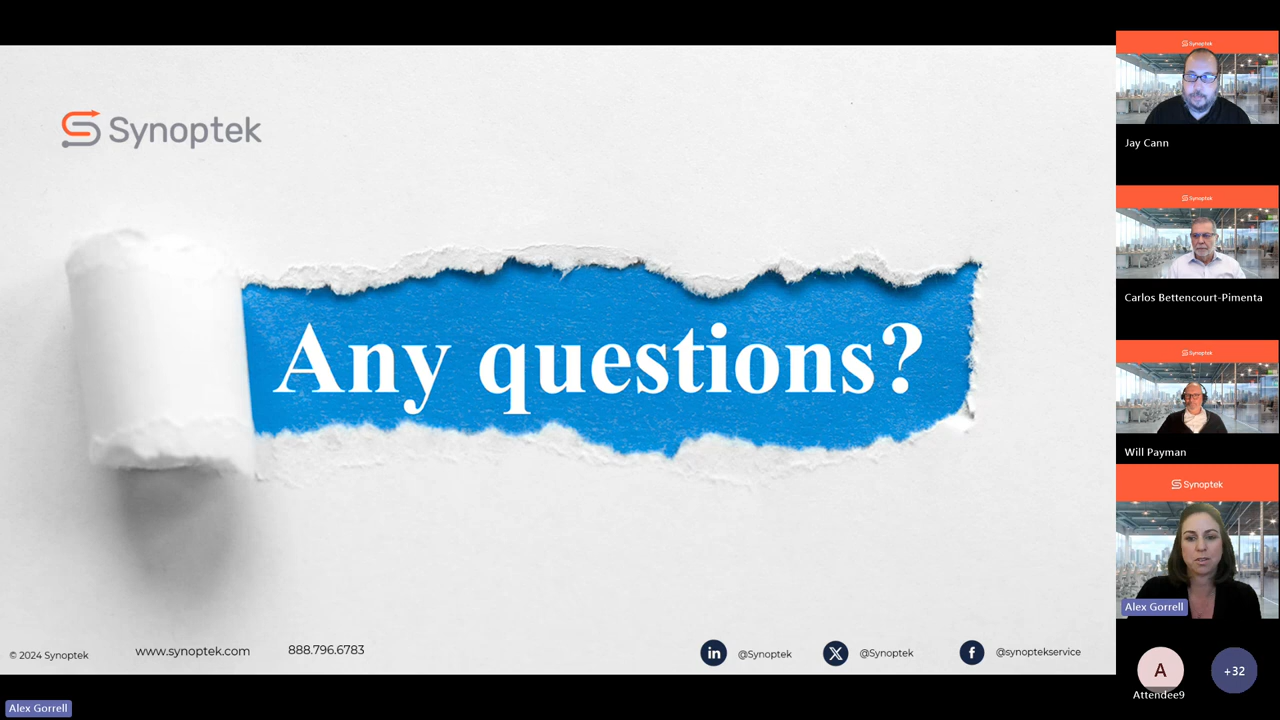 Synoptek
Any questions?
© 2024 Synoptek
www.synoptek.com
888.796.6783
in
@Synoptek
X
@Synoptek
f
@synoptekservice
Alex Gorrell
Synoptek
Jay Cann
Synoptek
Carlos Bettencourt-Pimenta
Synoptek
Will Payman
Synoptek
Alex Gorrell
A
Attendee9
+32